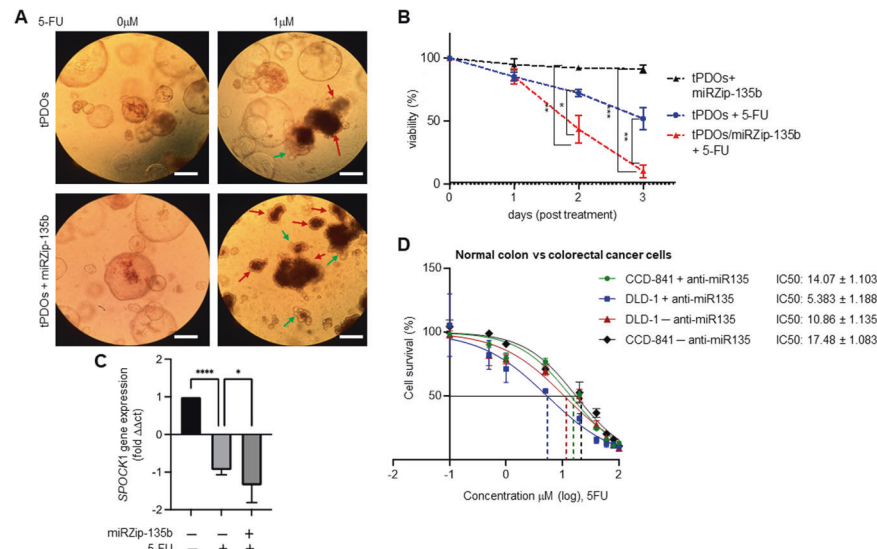 A
5-FU
0µM
1µM
tPDOs
tPDOs + miRZip-135b
B
100
50
0
viability (%)
0
1
2
3
days (post treatment)
**
*
***
**
tPDOs+
miRZip-135b
tPDOs + 5-FU
tPDOs/miRZip-135b
+ 5-FU
C
SPOCK1 gene expression
(fold ΔΔct)
2
1
0
-1
-2
****
*
miRZip-135b – – +
5-FU – + +
D
Normal colon vs colorectal cancer cells
Cell survival (%)
150
100
50
-2
-1
0
1
2
Concentration µM (log), 5FU
CCD-841 + anti-miR135 IC50: 14.07 ± 1.103
DLD-1 + anti-miR135 IC50: 5.383 ± 1.188
DLD-1 — anti-miR135 IC50: 10.86 ± 1.135
CCD-841 — anti-miR135 IC50: 17.48 ± 1.083